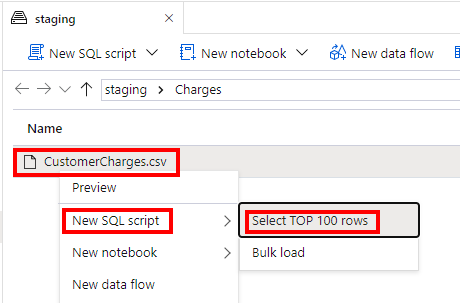 staging
New SQL script New notebook New data flow
staging Charges
Name
CustomerCharges.csv
Preview
New SQL script Select TOP 100 rows
New notebook Bulk load
New data flow